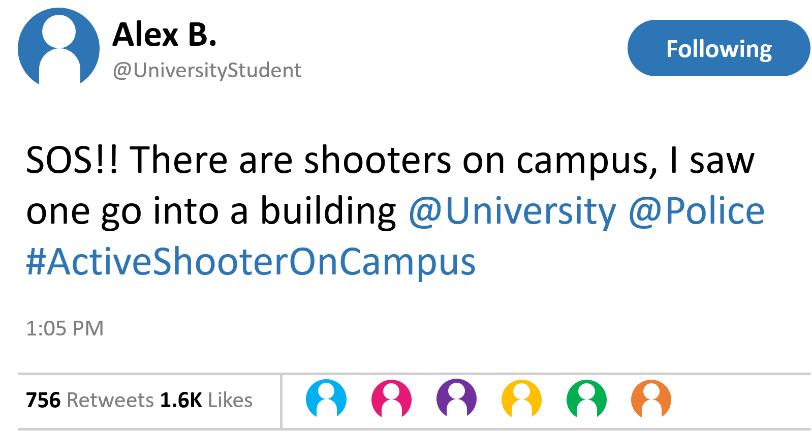 Alex B.
@UniversityStudent
Following
SOS!! There are shooters on campus, I saw
one go into a building @University @Police
#ActiveShooterOnCampus
1:05 PM
756 Retweets 1.6K Likes